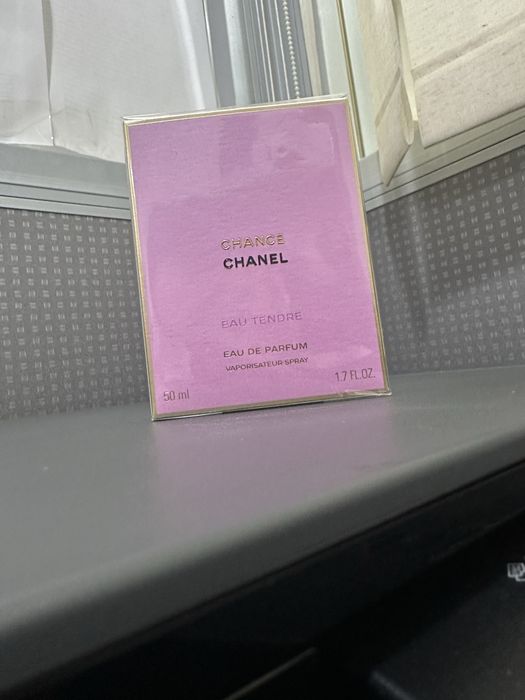 CHANCE
CHANEL
EAU TENDRE
EAU DE PARFUM
VAPORISATEUR SPRAY
50 ml
1.7 FL.OZ.